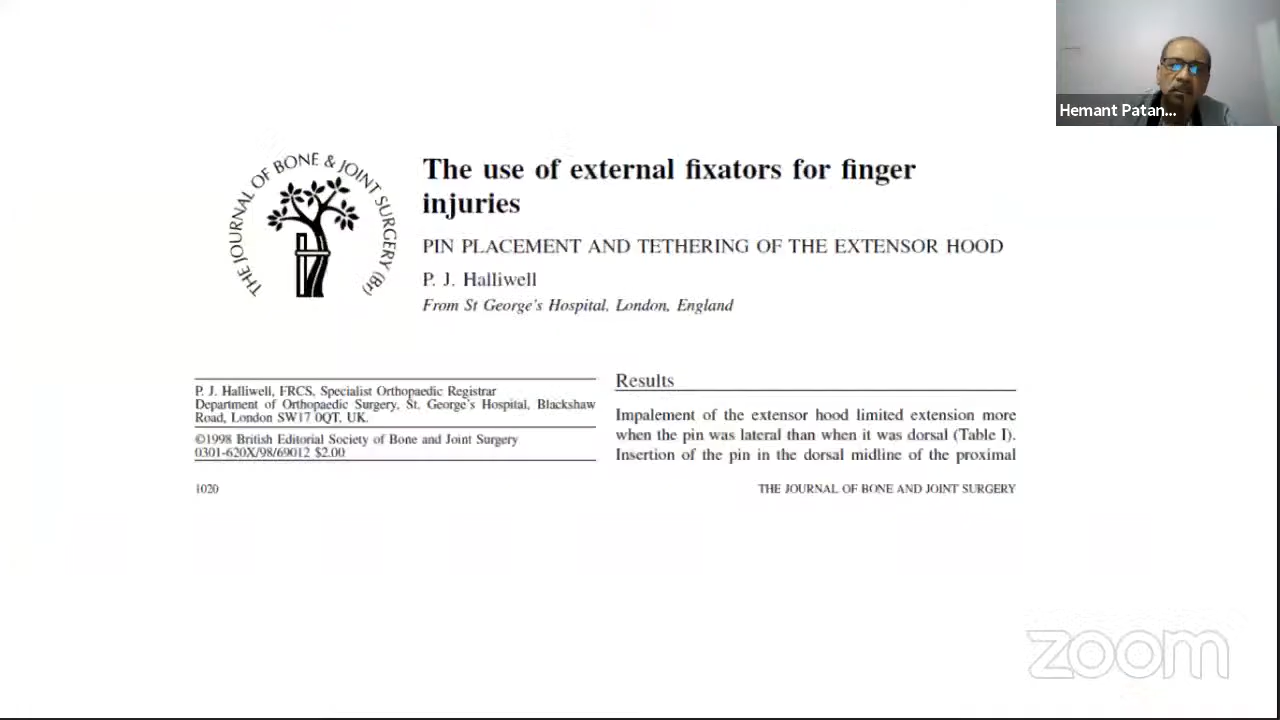 Hemant Patan...
THE JOURNAL OF BONE & JOINT SURGERY (Br)
The use of external fixators for finger
injuries
PIN PLACEMENT AND TETHERING OF THE EXTENSOR HOOD
P. J. Halliwell
From St George's Hospital, London, England
P. J. Halliwell, FRCS, Specialist Orthopaedic Registrar
Department of Orthopaedic Surgery, St. George's Hospital, Blackshaw
Road, London SW17 0QT, UK.
©1998 British Editorial Society of Bone and Joint Surgery
0301-620X/98/69012 $2.00
1020
Results
Impalement of the extensor hood limited extension more
when the pin was lateral than when it was dorsal (Table I).
Insertion of the pin in the dorsal midline of the proximal
THE JOURNAL OF BONE AND JOINT SURGERY
zoom